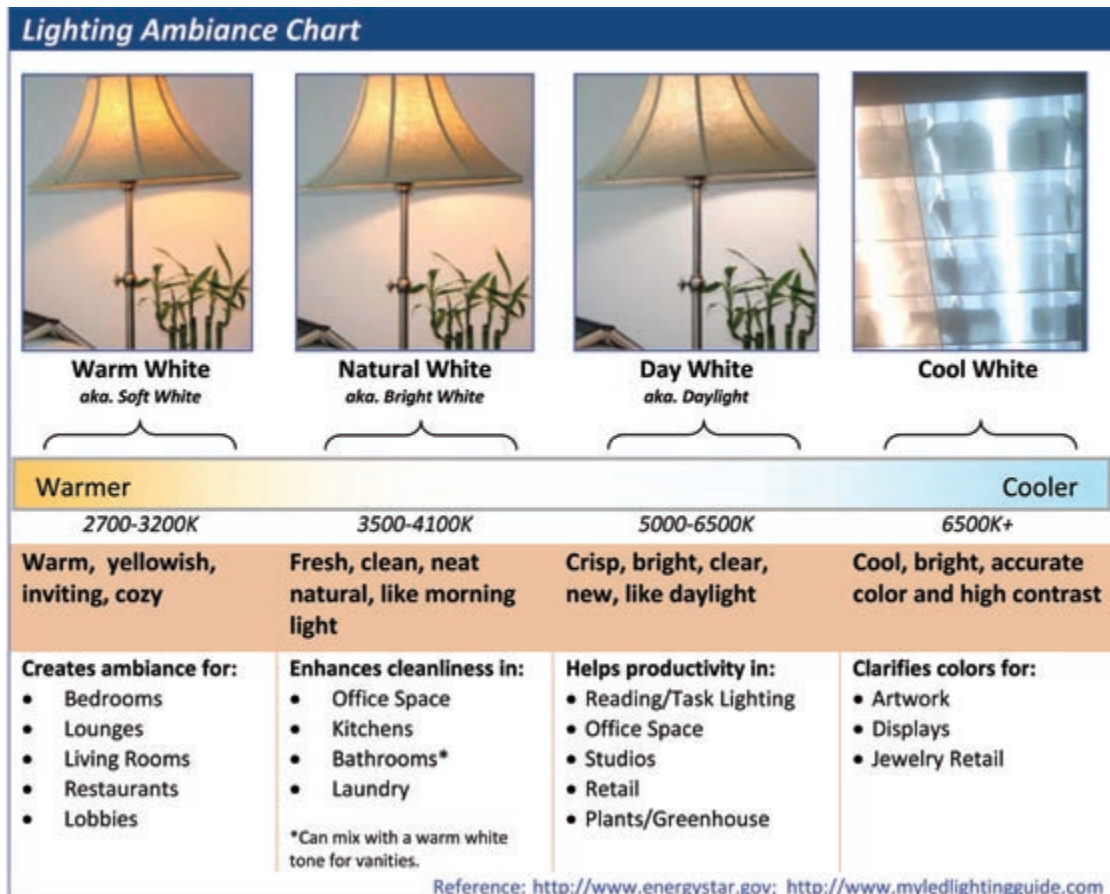 Lighting Ambiance Chart
Warm White
aka. Soft White
Natural White
aka. Bright White
Day White
aka. Daylight
Cool White
Warmer
Cooler
2700-3200K
3500-4100K
5000-6500K
6500K+
Warm, yellowish,
inviting, cozy
Fresh, clean, neat
natural, like morning
light
Crisp, bright, clear,
new, like daylight
Cool, bright, accurate
color and high contrast
Creates ambiance for:
• Bedrooms
• Lounges
• Living Rooms
• Restaurants
• Lobbies
Enhances cleanliness in:
• Office Space
• Kitchens
• Bathrooms*
• Laundry
*Can mix with a warm white
tone for vanities.
Helps productivity in:
• Reading/Task Lighting
• Office Space
• Studios
• Retail
• Plants/Greenhouse
Clarifies colors for:
• Artwork
• Displays
• Jewelry Retail
Reference: http://www.energystar.gov; http://www.myledlightingguide.com